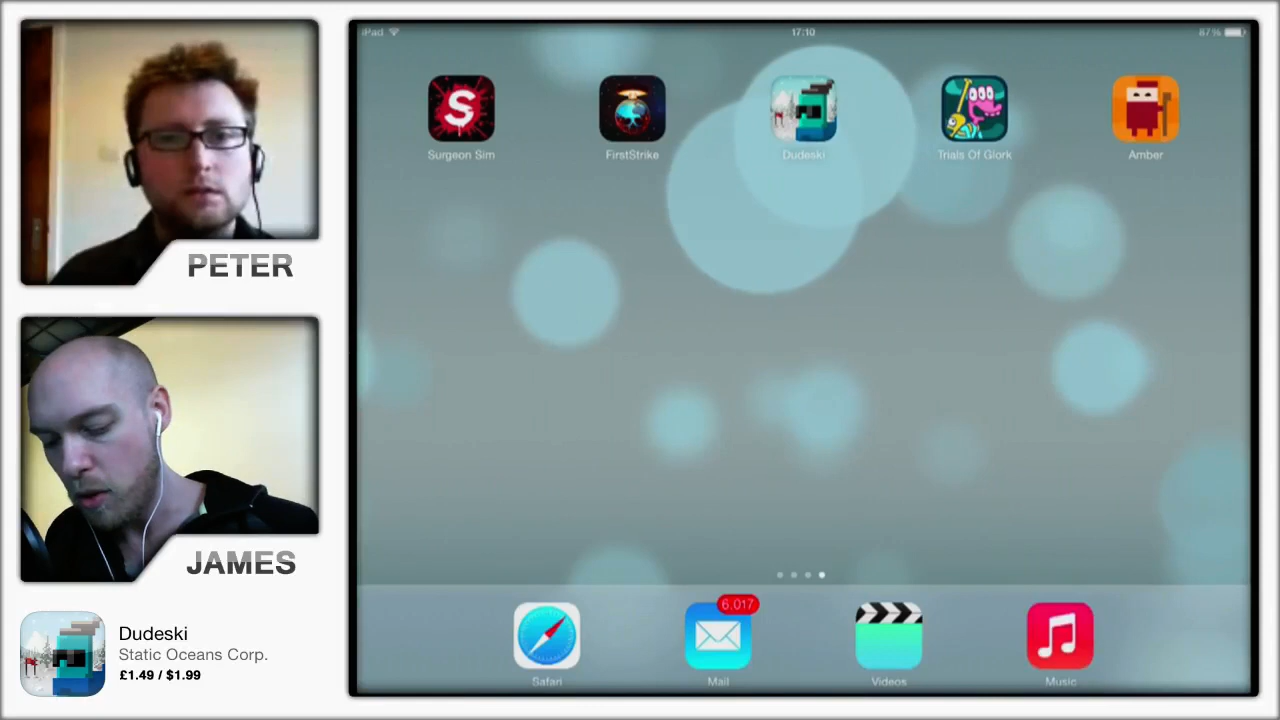 iPad 17:10 87%
S
Surgeon Sim FirstStrike Dudeski Trials Of Glork Amber
PETER
JAMES
Dudeski
Static Oceans Corp.
£1.49 / $1.99
6,017
Safari Mail Videos Music